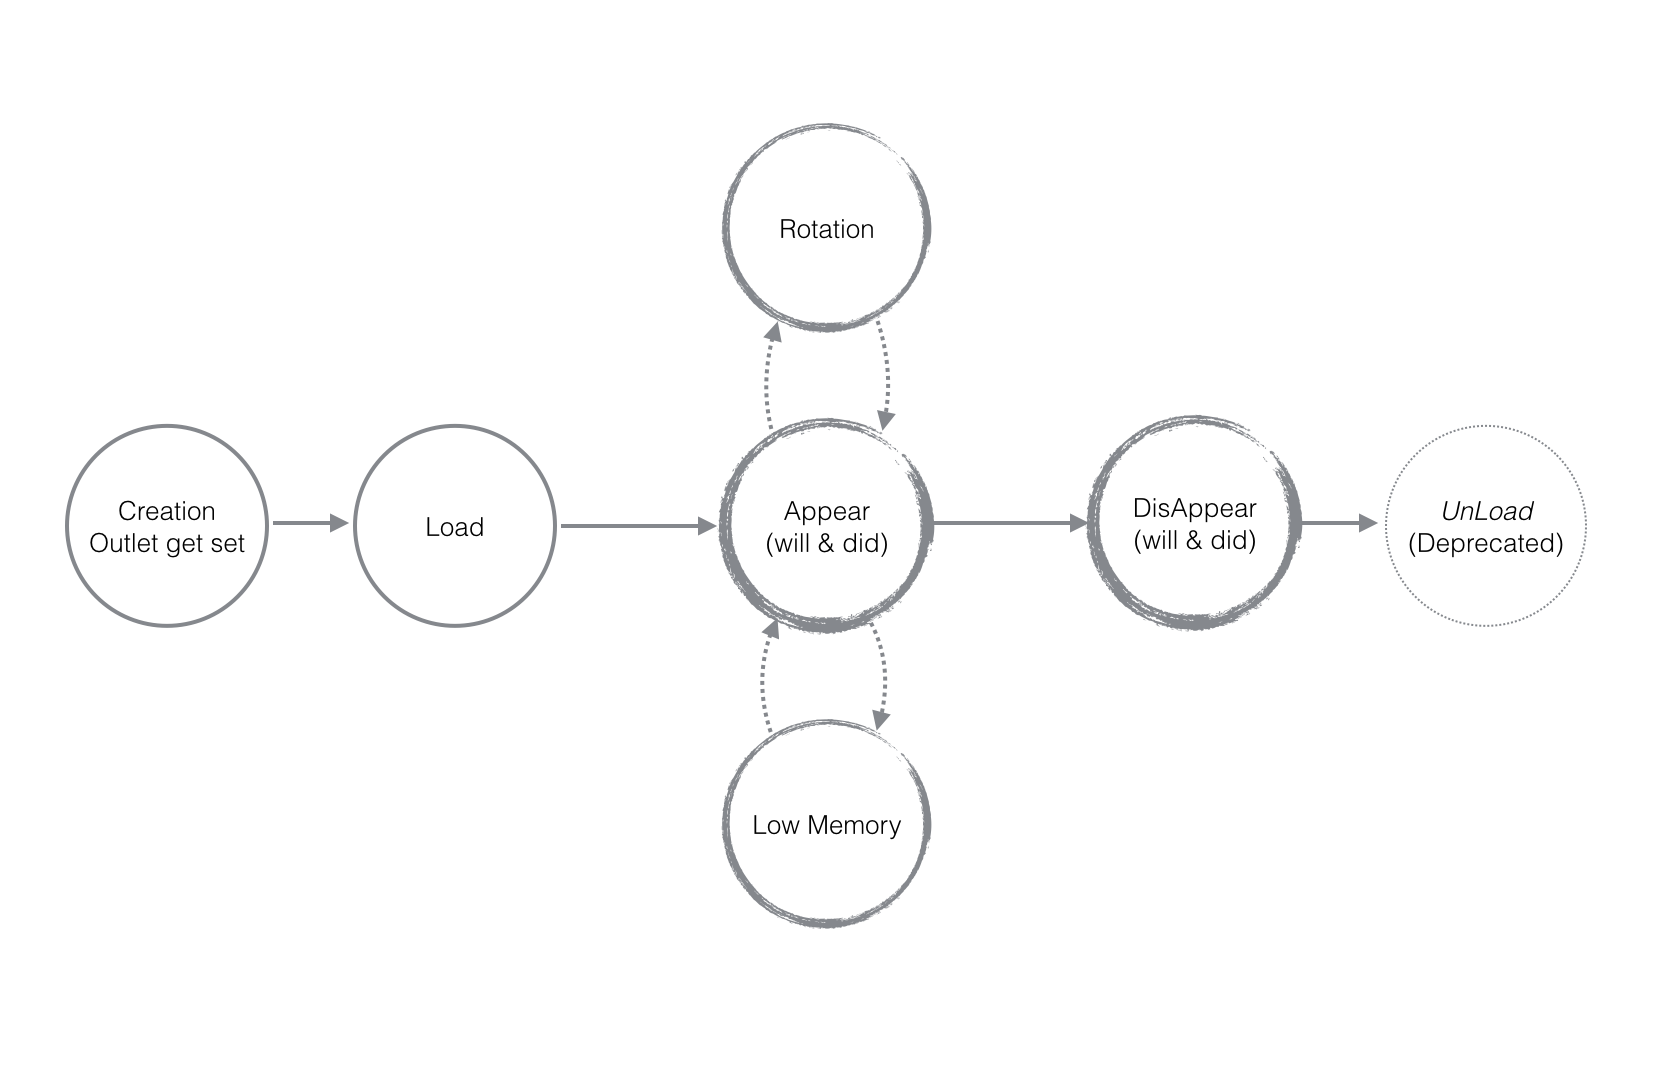 Rotation
Creation
Outlet get set
Load
Appear
(will & did)
DisAppear
(will & did)
UnLoad
(Deprecated)
Low Memory